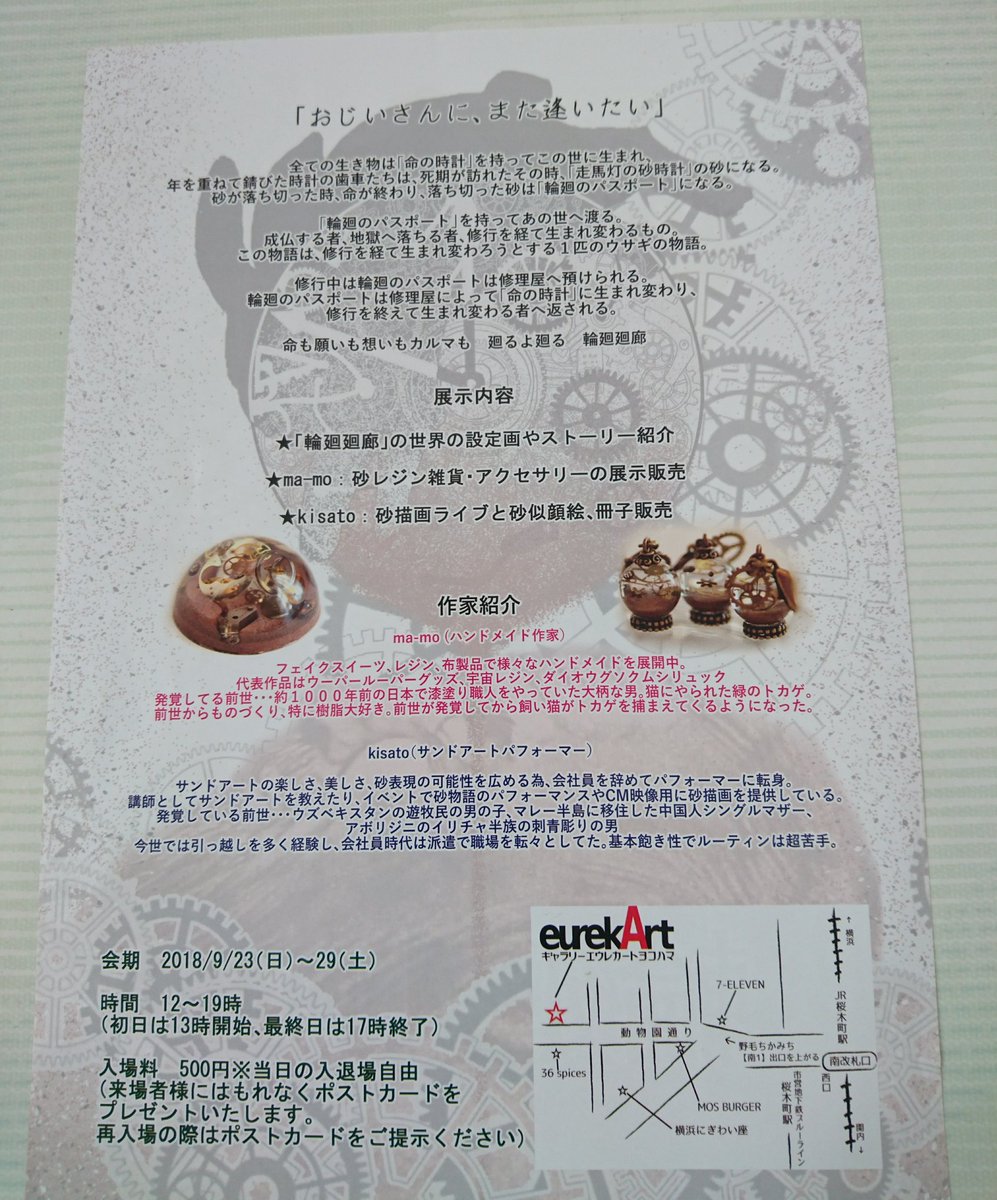 「おじいさんに、また逢いたい」
全ての生き物は「命の時計」を持ってこの世に生まれ、
年を重ねて錆びた時計の歯車たちは、死期が訪れたその時、「走馬灯の砂時計」の砂になる。
砂が落ち切った時、命が終わり、落ち切った砂は「輪廻のパスポート」になる。
「輪廻のパスポート」を持ってあの世へ渡る。
成仏する者、地獄へ落ちる者、修行を経て生まれ変わるもの。
この物語は、修行を経て生まれ変わろうとする１匹のウサギの物語。
修行中は輪廻のパスポートは修理屋へ預けられる。
輪廻のパスポートは修理屋によって「命の時計」に生まれ変わり、
修行を終えて生まれ変わる者へ返される。
命も願いも想いもカルマも　廻るよ廻る　輪廻廻廊
展示内容
★「輪廻廻廊」の世界の設定画やストーリー紹介
★ma-mo：砂レジン雑貨・アクセサリーの展示販売
★kisato：砂描画ライブと砂似顔絵、冊子販売
作家紹介
ma-mo（ハンドメイド作家）
フェイクスイーツ、レジン、布製品で様々なハンドメイドを展開中。
代表作品はウーパールーパーグッズ、宇宙レジン、ダイオウグソクムシリュック
発覚してる前世・・・約１０００年前の日本で漆塗り職人をやっていた大柄な男。猫にやられた緑のトカゲ。
前世からものづくり、特に樹脂大好き。前世が発覚してから飼い猫がトカゲを捕まえてくるようになった。
kisato（サンドアートパフォーマー）
サンドアートの楽しさ、美しさ、砂表現の可能性を広める為、会社員を辞めてパフォーマーに転身。
講師としてサンドアートを教えたり、イベントで砂物語のパフォーマンスやCM映像用に砂描画を提供している。
発覚している前世・・・ウズベキスタンの遊牧民の男の子、マレー半島に移住した中国人シングルマザー、
アボリジニのイリチャ半族の刺青彫りの男
今世では引っ越しを多く経験し、会社員時代は派遣で職場を転々としてた。基本飽き性でルーティンは超苦手。
会期　2018/9/23(日)～29(土)
時間　12～19時
(初日は13時開始、最終日は17時終了)
入場料　500円※当日の入退場自由
(来場者様にはもれなくポストカードを
プレゼントいたします。
再入場の際はポストカードをご提示ください)
eurekArt
ギャラリーエウレカートヨコハマ
↑横浜
7-ELEVEN
JR桜木町駅
動物園通り
野毛ちかみち
【南1】出口を上がる
南改札口
西口
36 spices
市営地下鉄ブルーライン
桜木町駅
MOS BURGER
関内↓
横浜にぎわい座